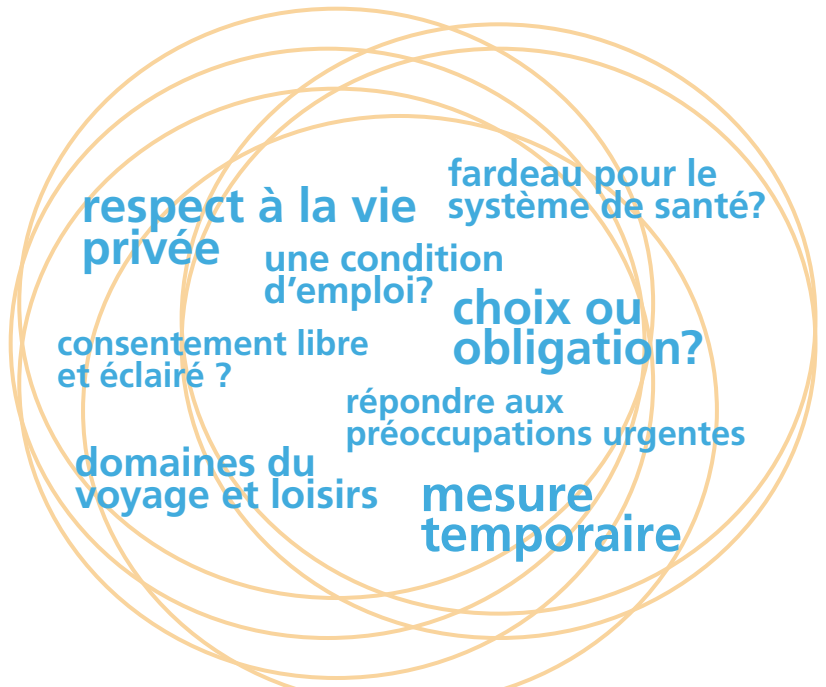 respect à la vie
privée
fardeau pour le
système de santé?
une condition
d’emploi?
choix ou
obligation?
consentement libre
et éclairé ?
répondre aux
préoccupations urgentes
domaines du
voyage et loisirs
mesure
temporaire